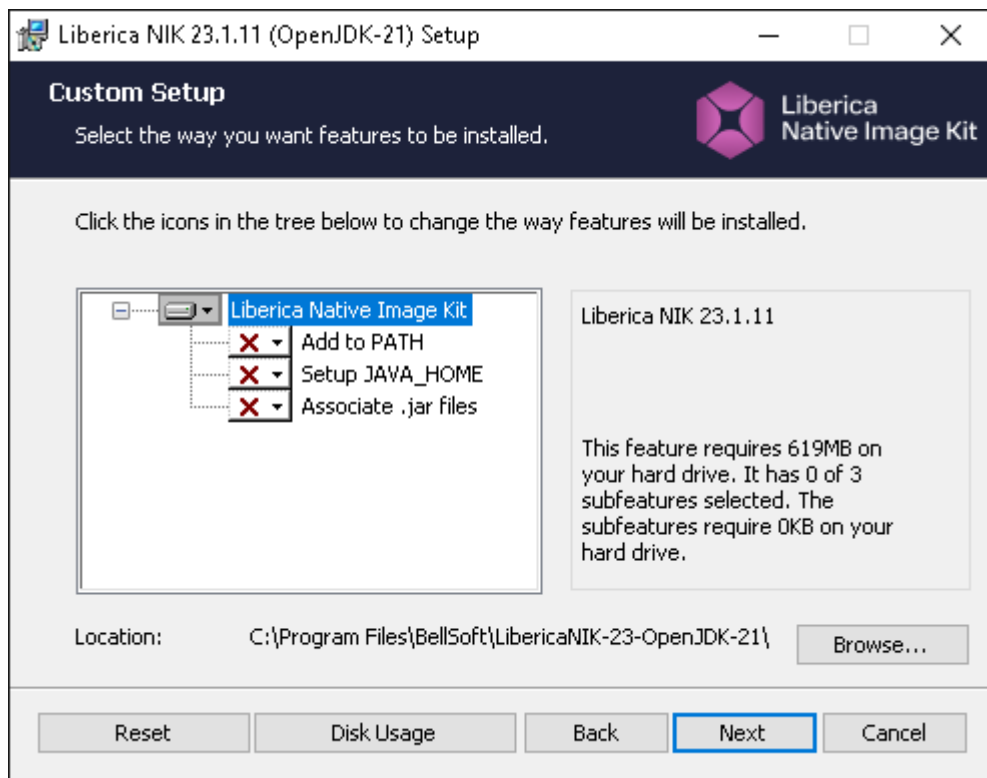 Liberica NIK 23.1.11 (OpenJDK-21) Setup
Custom Setup
Select the way you want features to be installed.
Liberica
Native Image Kit
Click the icons in the tree below to change the way features will be installed.
Liberica Native Image Kit
Add to PATH
Setup JAVA_HOME
Associate .jar files
Liberica NIK 23.1.11
This feature requires 619MB on
your hard drive. It has 0 of 3
subfeatures selected. The
subfeatures require 0KB on your
hard drive.
Location: C:\Program Files\BellSoft\LibericaNIK-23-OpenJDK-21\ Browse...
Reset Disk Usage Back Next Cancel